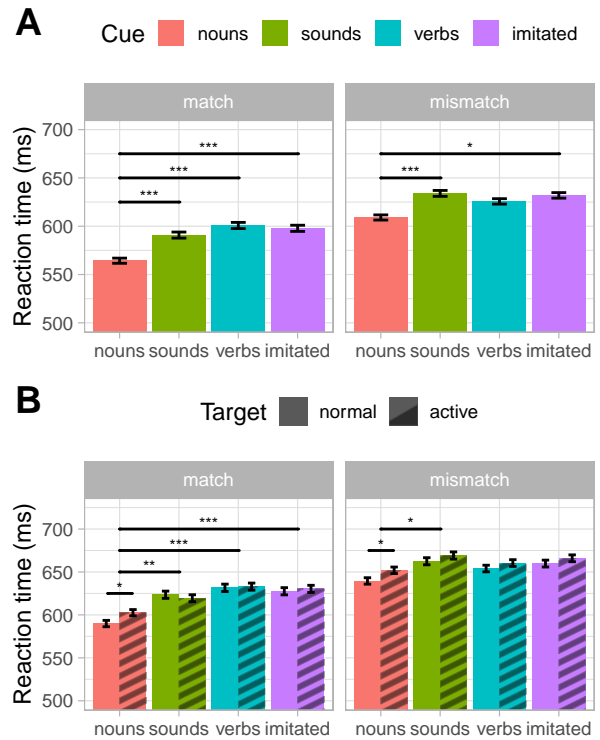 A
Cue nouns sounds verbs imitated
match mismatch
Reaction time (ms)
700
650
600
550
500
*** *
***
*** ***
nouns sounds verbs imitated nouns sounds verbs imitated
B
Target normal active
match mismatch
Reaction time (ms)
700
650
600
550
500
***
*** *
** *
*
nouns sounds verbs imitated nouns sounds verbs imitated